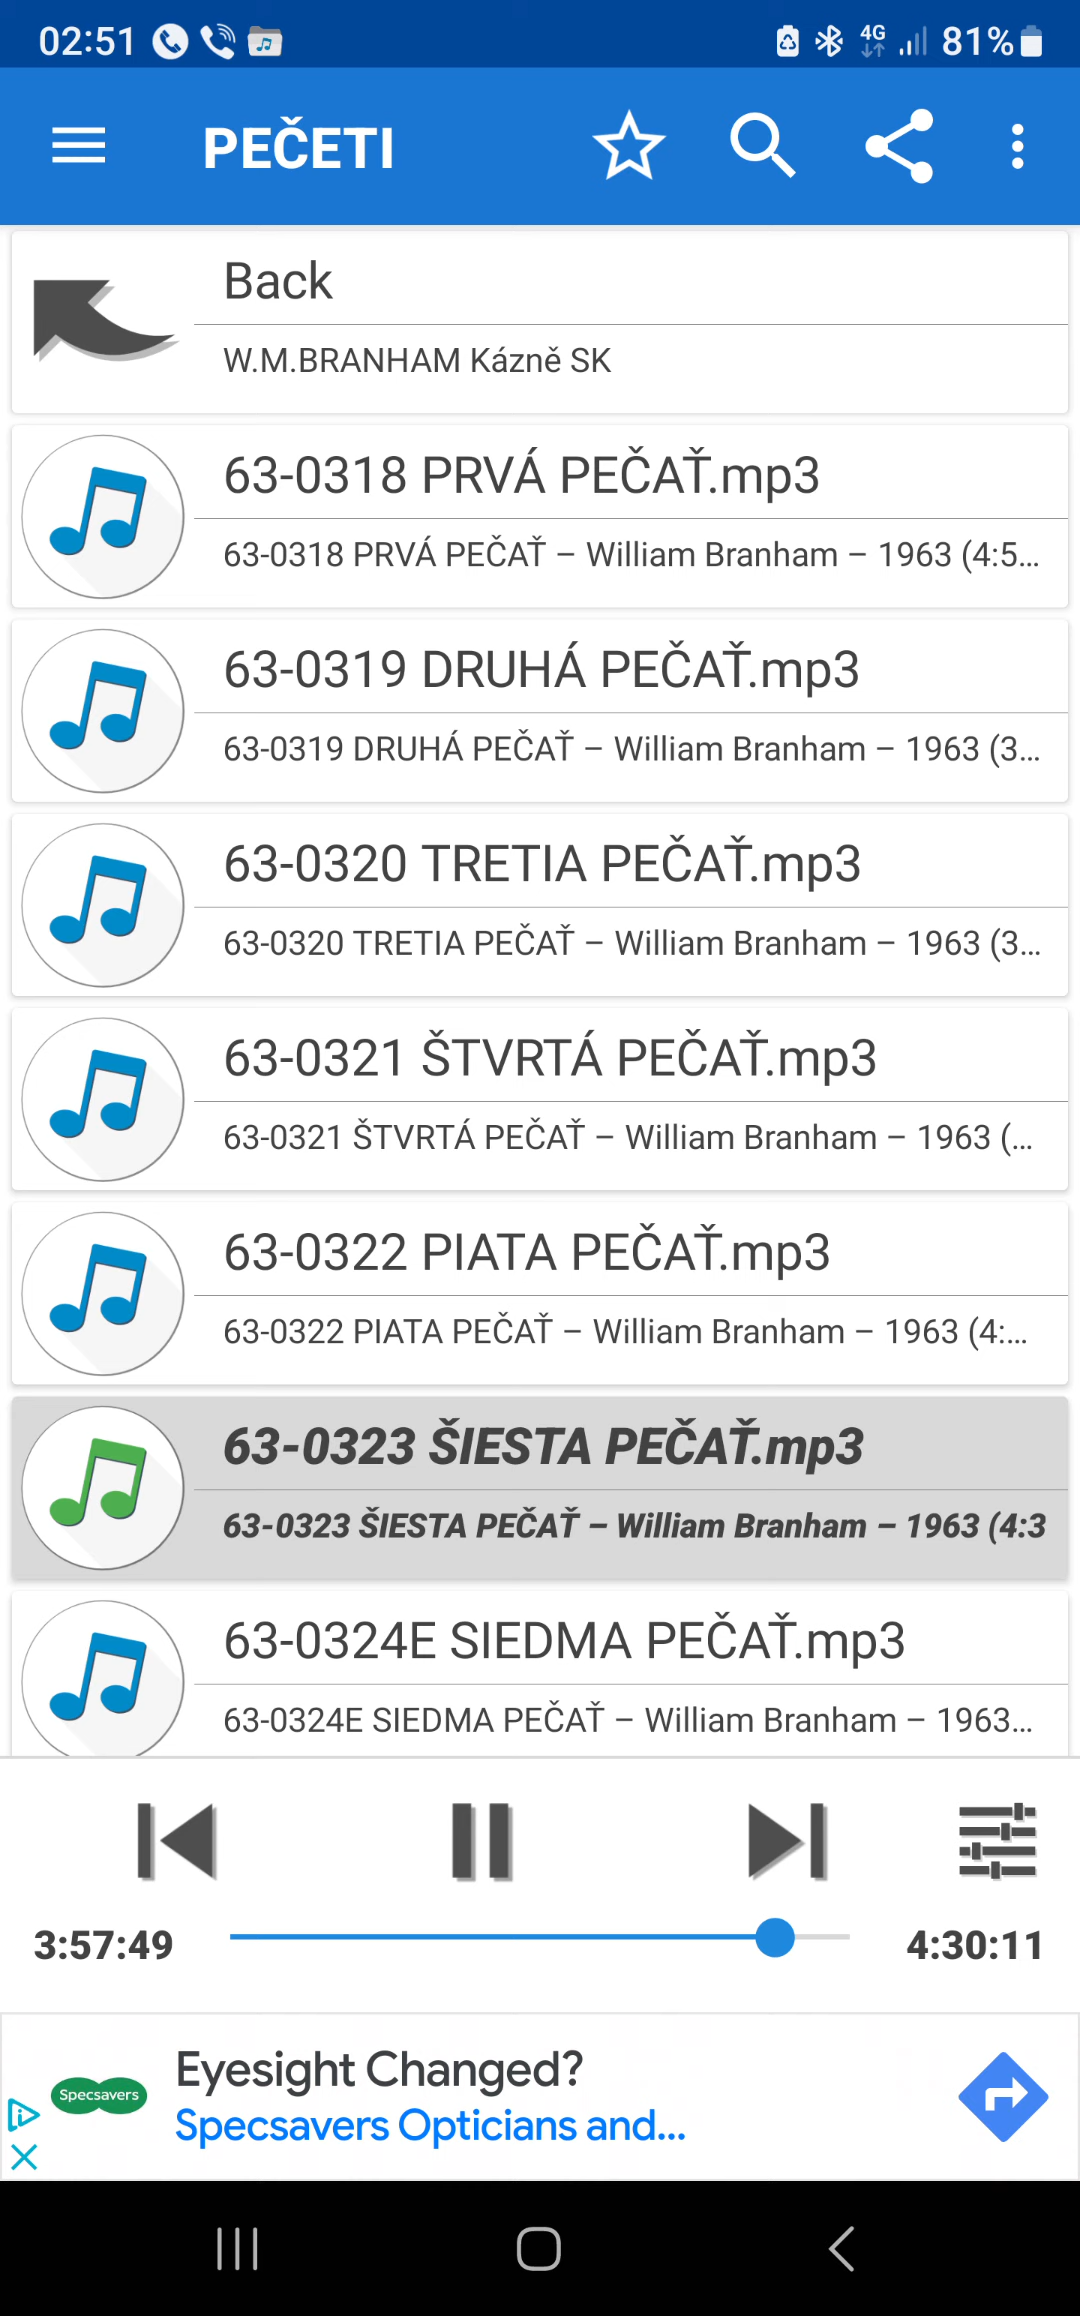 02:51 4G 81%
PEČETI
Back
W.M.BRANHAM Kázně SK
63-0318 PRVÁ PEČAŤ.mp3
63-0318 PRVÁ PEČAŤ – William Branham – 1963 (4:5...
63-0319 DRUHÁ PEČAŤ.mp3
63-0319 DRUHÁ PEČAŤ – William Branham – 1963 (3...
63-0320 TRETIA PEČAŤ.mp3
63-0320 TRETIA PEČAŤ – William Branham – 1963 (3...
63-0321 ŠTVRTÁ PEČAŤ.mp3
63-0321 ŠTVRTÁ PEČAŤ – William Branham – 1963 (...
63-0322 PIATA PEČAŤ.mp3
63-0322 PIATA PEČAŤ – William Branham – 1963 (4:...
63-0323 ŠIESTA PEČAŤ.mp3
63-0323 ŠIESTA PEČAŤ – William Branham – 1963 (4:3
63-0324E SIEDMA PEČAŤ.mp3
63-0324E SIEDMA PEČAŤ – William Branham – 1963...
3:57:49 4:30:11
Eyesight Changed?
Specsavers
Specsavers Opticians and...